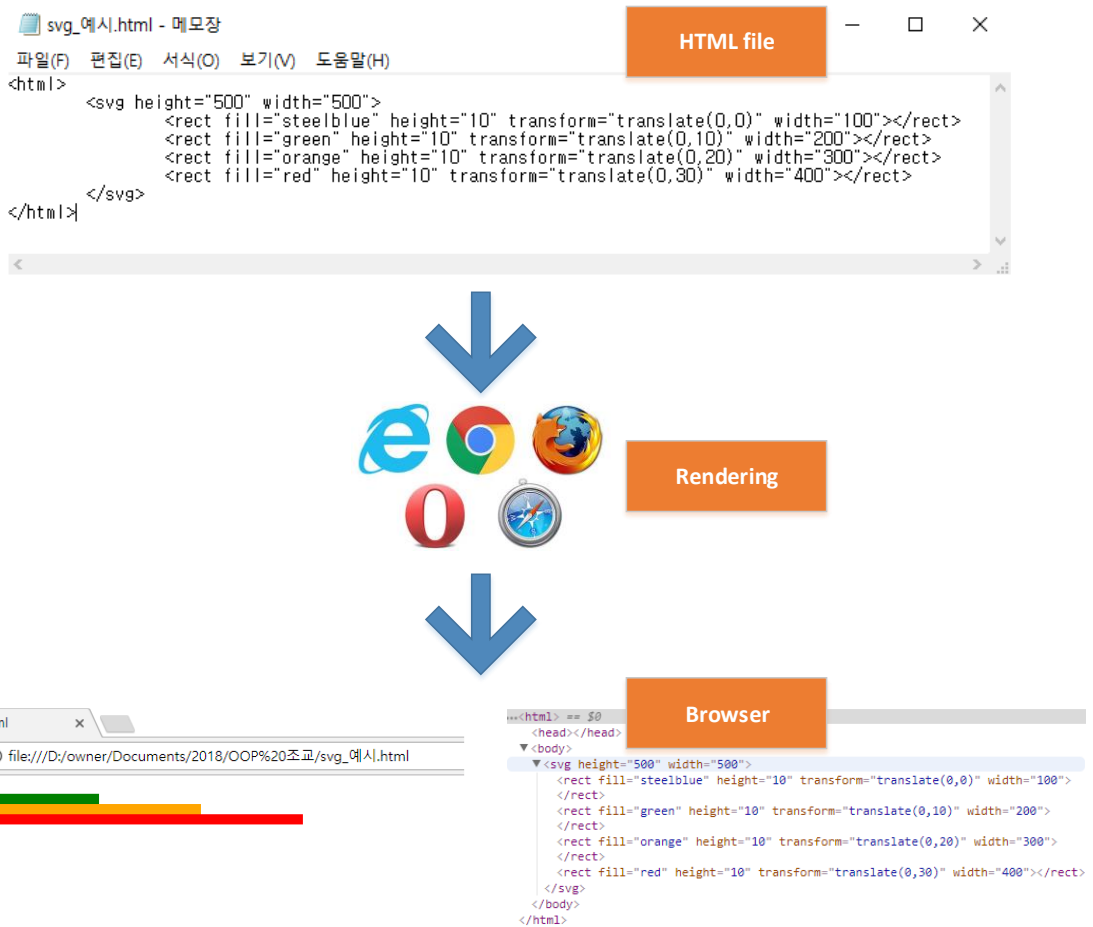 svg_예시.html - 메모장
HTML file
파일(F) 편집(E) 서식(O) 보기(V) 도움말(H)
<html>
<svg height="500" width="500">
<rect fill="steelblue" height="10" transform="translate(0,0)" width="100"></rect>
<rect fill="green" height="10" transform="translate(0,10)" width="200"></rect>
<rect fill="orange" height="10" transform="translate(0,20)" width="300"></rect>
<rect fill="red" height="10" transform="translate(0,30)" width="400"></rect>
</svg>
</html>
Rendering
Browser
ml
file:///D:/owner/Documents/2018/OOP%20조교/svg_예시.html
...<html> == $0
<head></head>
▼<body>
▼<svg height="500" width="500">
<rect fill="steelblue" height="10" transform="translate(0,0)" width="100">
</rect>
<rect fill="green" height="10" transform="translate(0,10)" width="200">
</rect>
<rect fill="orange" height="10" transform="translate(0,20)" width="300">
</rect>
<rect fill="red" height="10" transform="translate(0,30)" width="400"></rect>
</svg>
</body>
</html>